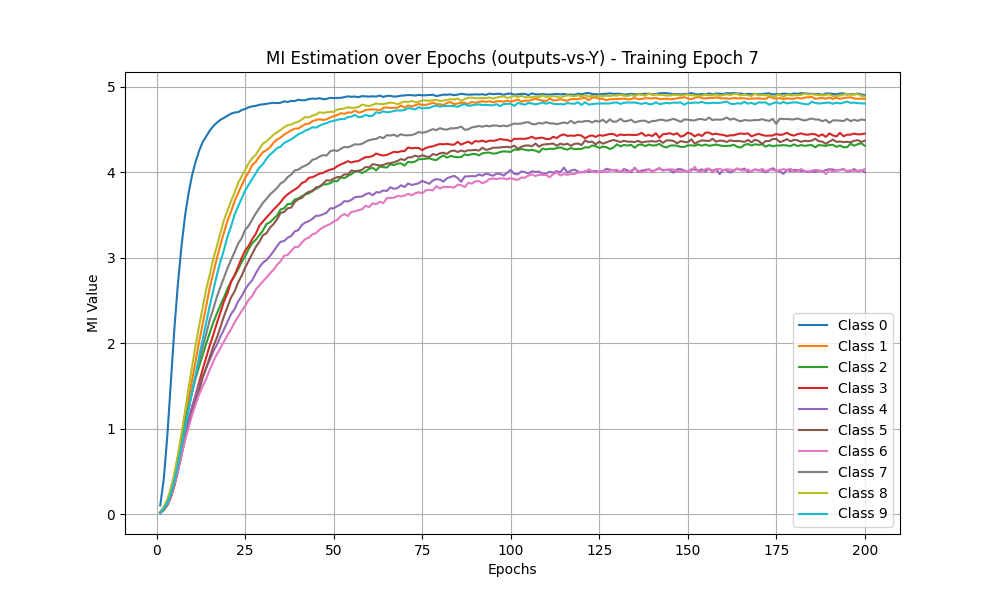 MI Estimation over Epochs (outputs-vs-Y) - Training Epoch 7
MI Value
5
4
3
2
1
0
0 25 50 75 100 125 150 175 200
Epochs
Class 0
Class 1
Class 2
Class 3
Class 4
Class 5
Class 6
Class 7
Class 8
Class 9